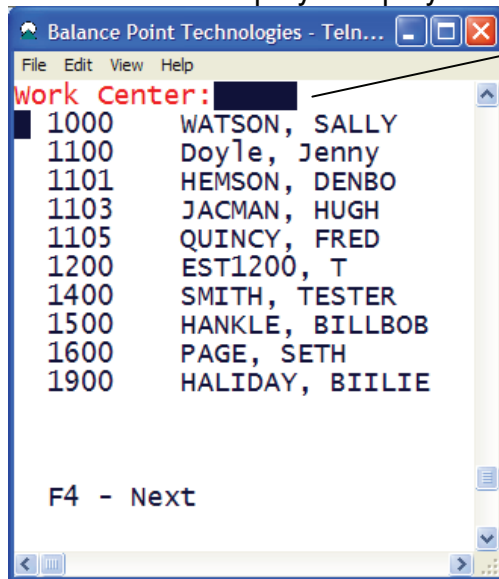 Balance Point Technologies - Teln...
File Edit View Help
Work Center:
1000 WATSON, SALLY
1100 Doyle, Jenny
1101 HEMSON, DENBO
1103 JACMAN, HUGH
1105 QUINCY, FRED
1200 EST1200, T
1400 SMITH, TESTER
1500 HANKLE, BILLBOB
1600 PAGE, SETH
1900 HALIDAY, BIILIE
F4 - Next